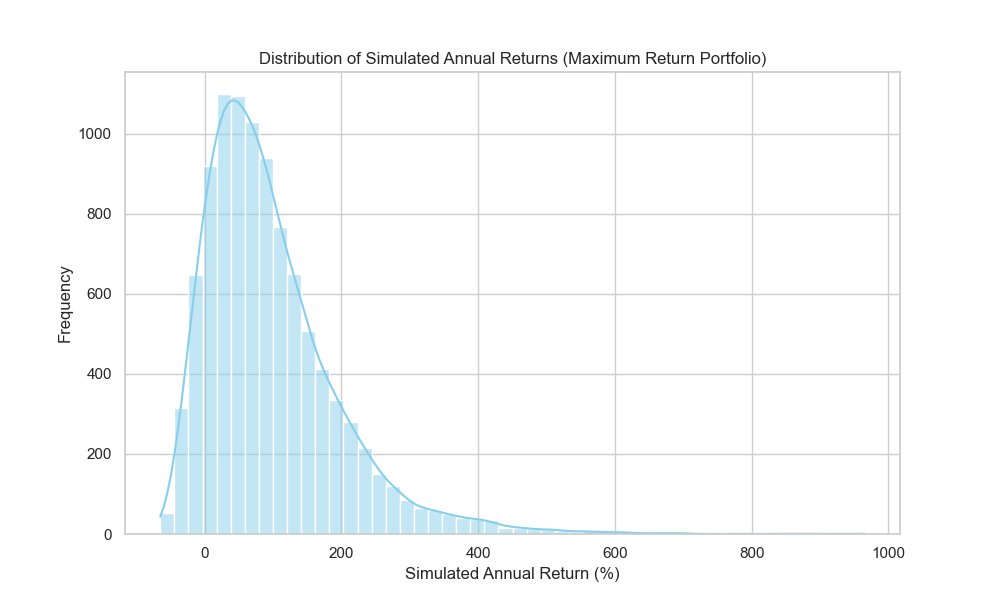 Distribution of Simulated Annual Returns (Maximum Return Portfolio)
1000
800
600
400
200
0
Frequency
0 200 400 600 800 1000
Simulated Annual Return (%)